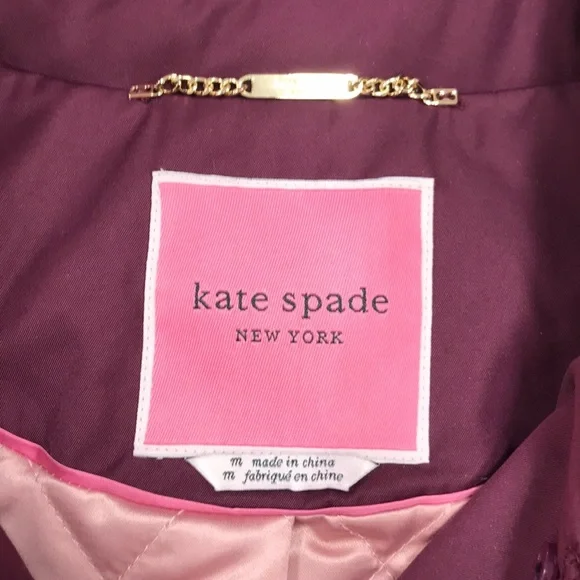 kate spade
NEW YORK
m made in china
m fabriqué en chine